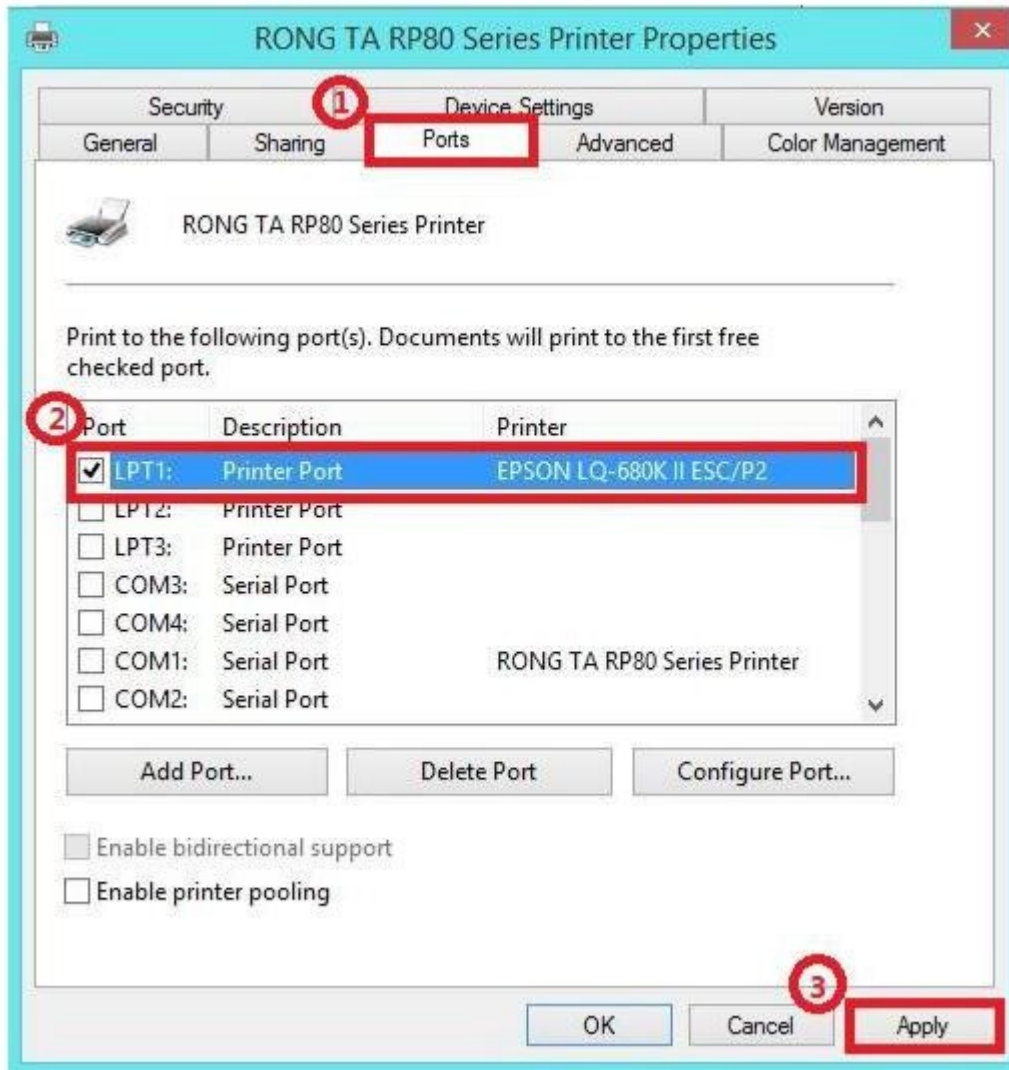 RONG TA RP80 Series Printer Properties
×
1
Security Device Settings Version
General Sharing Ports Advanced Color Management
RONG TA RP80 Series Printer
Print to the following port(s). Documents will print to the first free
checked port.
2
Port Description Printer
LPT1: Printer Port EPSON LQ-680K II ESC/P2
LPT2: Printer Port
LPT3: Printer Port
COM3: Serial Port
COM4: Serial Port
COM1: Serial Port RONG TA RP80 Series Printer
COM2: Serial Port
Add Port... Delete Port Configure Port...
Enable bidirectional support
Enable printer pooling
3
OK Cancel Apply